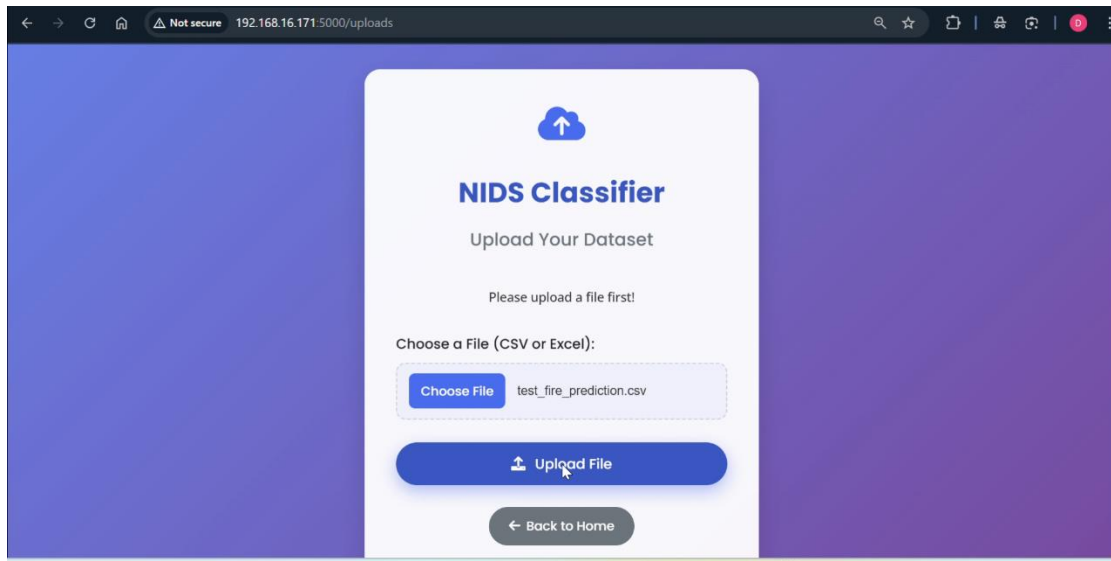 Not secure 192.168.16.171:5000/uploads
D
NIDS Classifier
Upload Your Dataset
Please upload a file first!
Choose a File (CSV or Excel):
Choose File test_fire_prediction.csv
Upload File
Back to Home